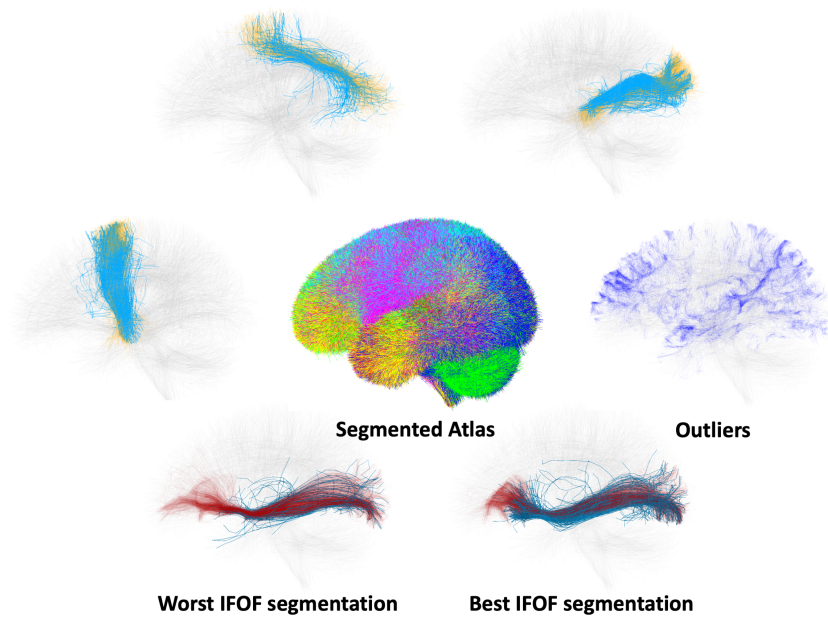 Segmented Atlas
Outliers
Worst IFOF segmentation
Best IFOF segmentation